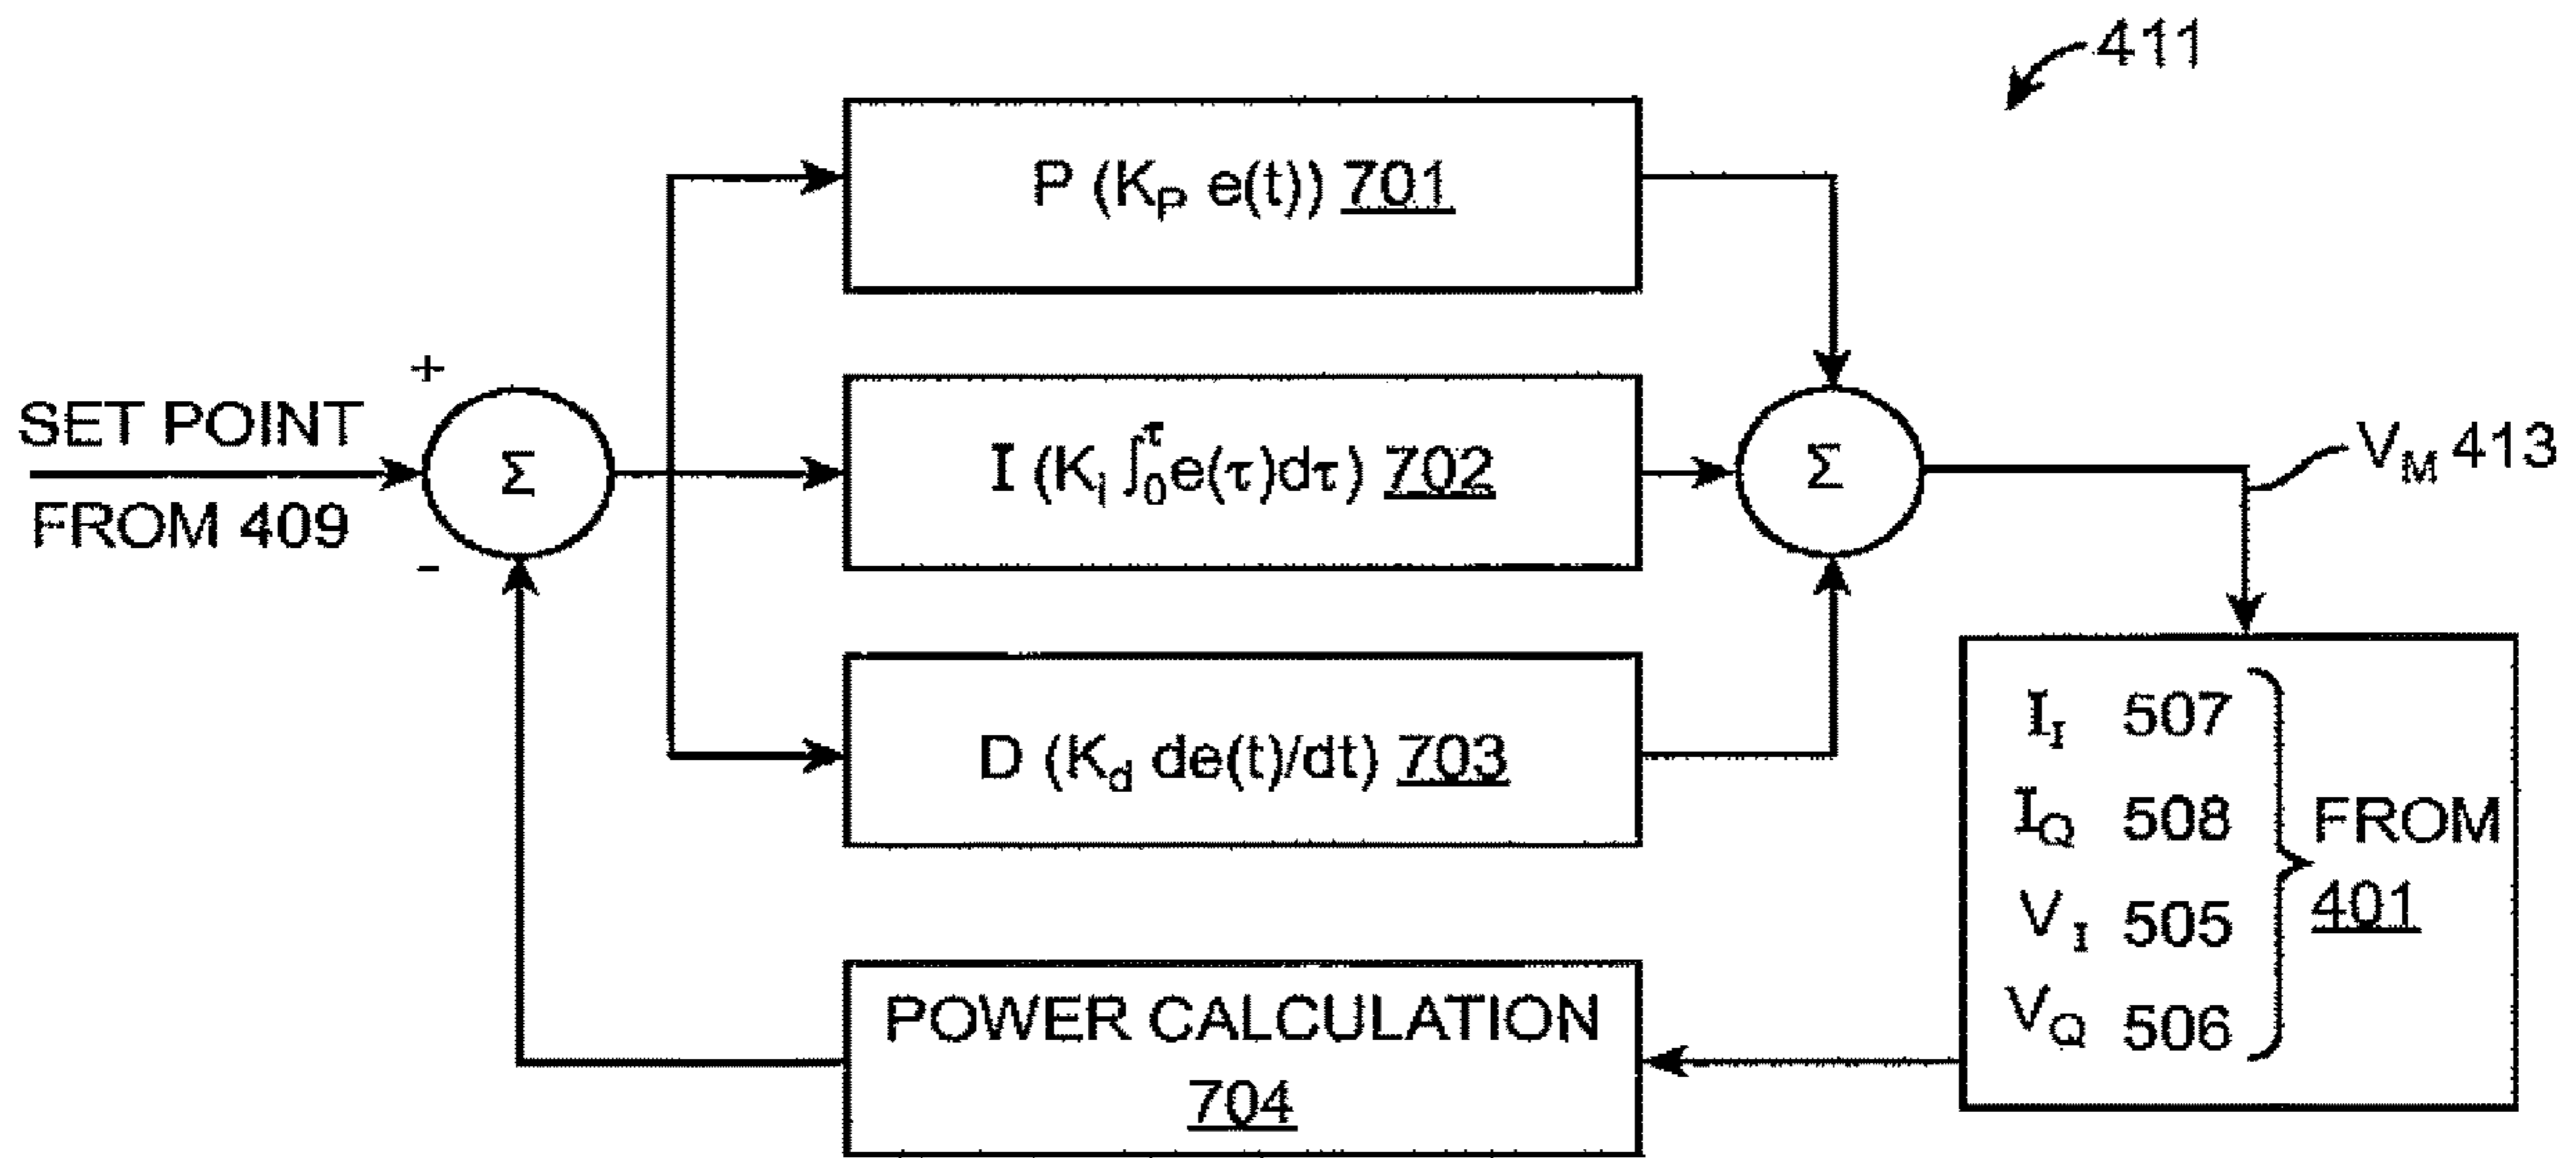 411
P (K_P e(t)) 701
+
SET POINT
FROM 409
-
Σ
I (K_I ∫_0^τ e(τ)dτ) 702
Σ
V_M 413
D (K_d de(t)/dt) 703
I_I 507
I_Q 508
V_I 505
V_Q 506
FROM
401
POWER CALCULATION
704